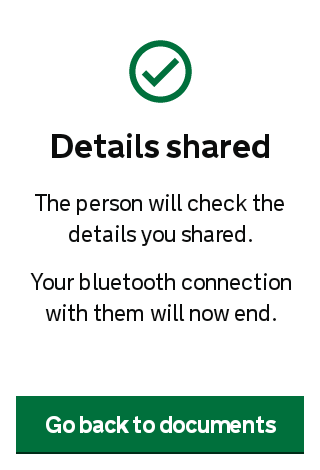 Details shared
The person will check the
details you shared.
Your bluetooth connection
with them will now end.
Go back to documents